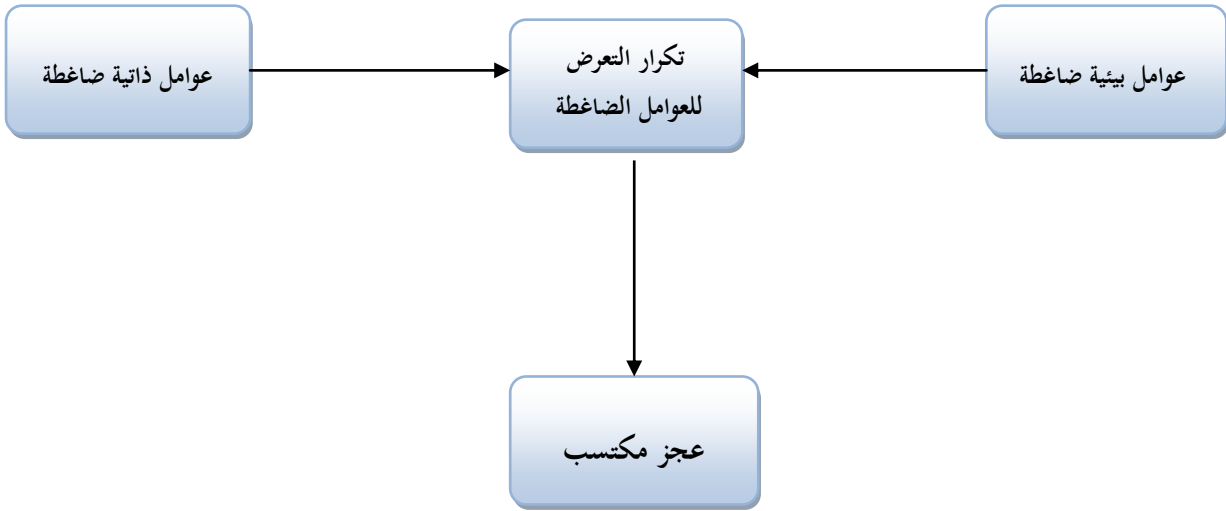 عوامل بيئية ضاغطة
تكرار التعرض
للعوامل الضاغطة
عوامل ذاتية ضاغطة
عجز مكتسب